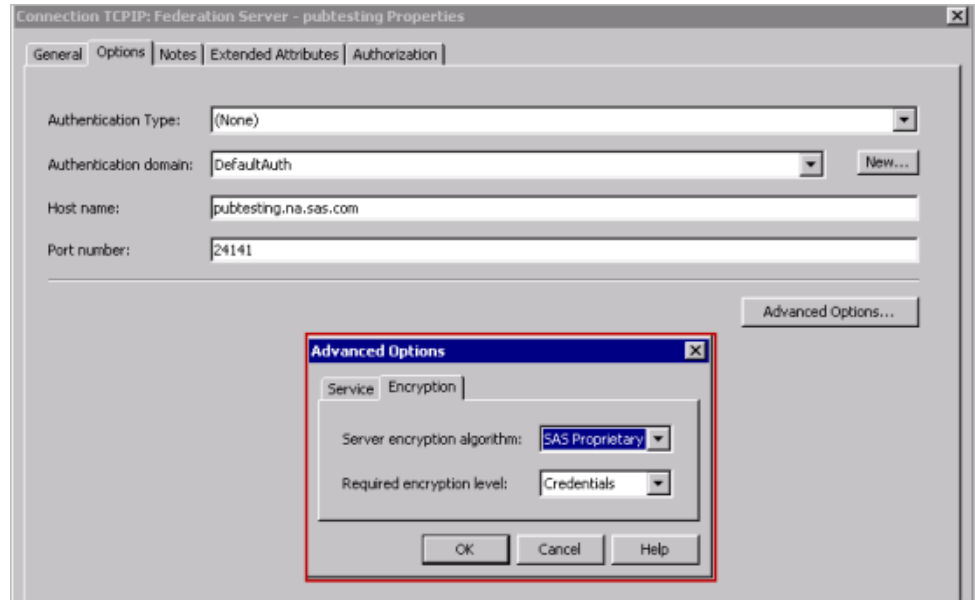 Connection TCPIP: Federation Server - pubtesting Properties
General Options Notes Extended Attributes Authorization
Authentication Type: (None)
Authentication domain: DefaultAuth New...
Host name: pubtesting.na.sas.com
Port number: 24141
Advanced Options...
Advanced Options
Service Encryption
Server encryption algorithm: SAS Proprietary
Required encryption level: Credentials
OK Cancel Help